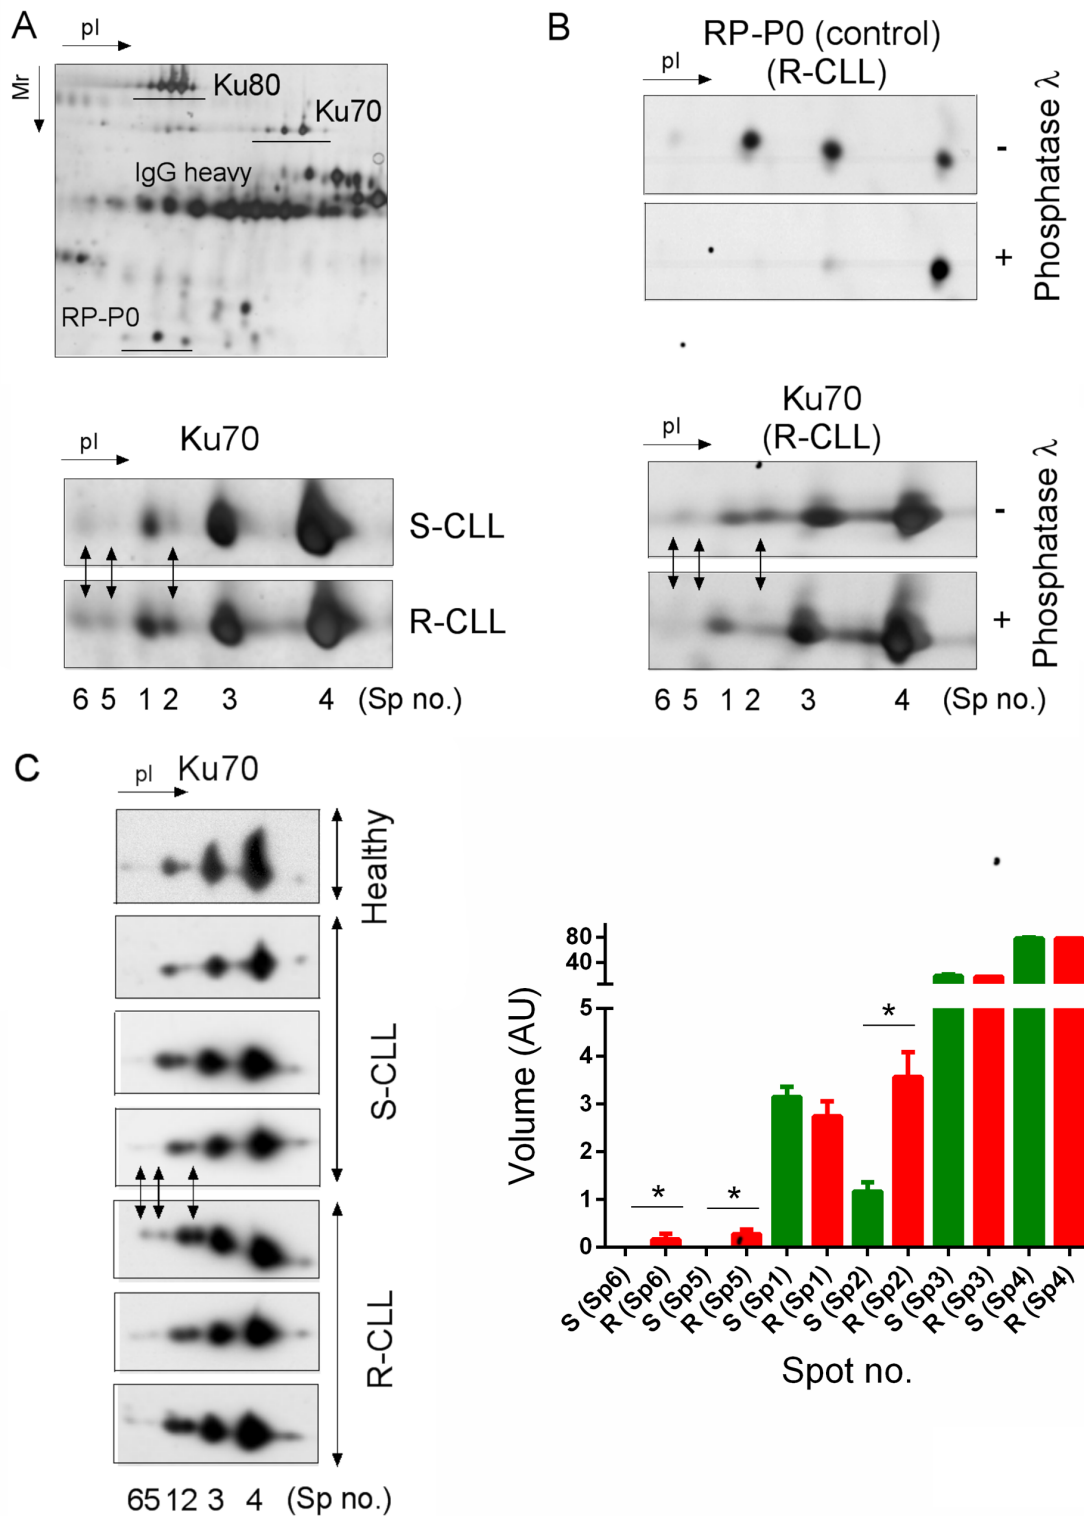 A
pI
Mr
Ku80
Ku70
IgG heavy
RP-P0
pI
Ku70
S-CLL
R-CLL
6 5 1 2 3 4 (Sp no.)
B
RP-P0 (control)
(R-CLL)
pI
-
+
Phosphatase λ
Ku70
(R-CLL)
pI
-
+
Phosphatase λ
6 5 1 2 3 4 (Sp no.)
C
pI
Ku70
Healthy
S-CLL
R-CLL
65 12 3 4 (Sp no.)
Volume (AU)
80
40
5
4
3
2
1
0
*
*
*
S (Sp6)
R (Sp6)
S (Sp5)
R (Sp5)
S (Sp1)
R (Sp1)
S (Sp2)
R (Sp2)
S (Sp3)
R (Sp3)
S (Sp4)
R (Sp4)
Spot no.